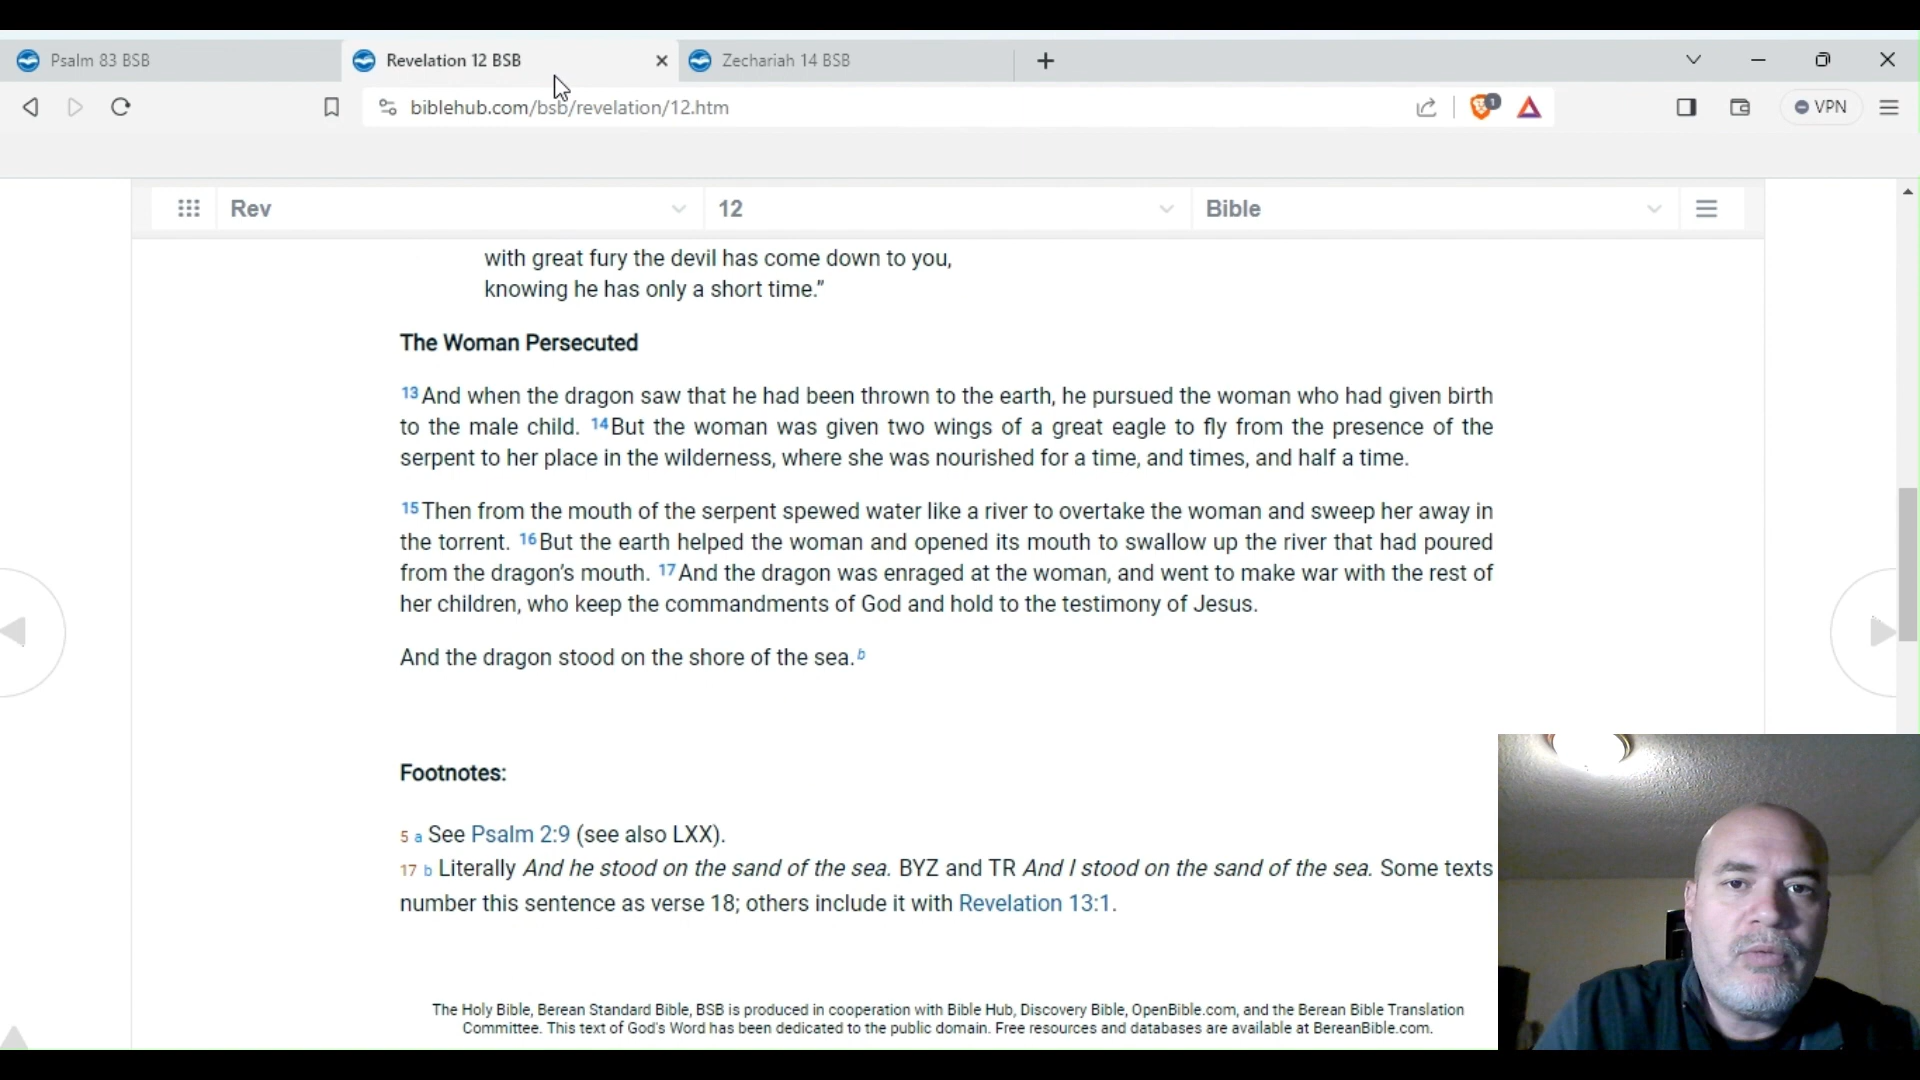 Psalm 83 BSB
Revelation 12 BSB
Zechariah 14 BSB
biblehub.com/bsb/revelation/12.htm
1
VPN
Rev
12
Bible
with great fury the devil has come down to you,
knowing he has only a short time.”
The Woman Persecuted
13 And when the dragon saw that he had been thrown to the earth, he pursued the woman who had given birth
to the male child. 14 But the woman was given two wings of a great eagle to fly from the presence of the
serpent to her place in the wilderness, where she was nourished for a time, and times, and half a time.
15 Then from the mouth of the serpent spewed water like a river to overtake the woman and sweep her away in
the torrent. 16 But the earth helped the woman and opened its mouth to swallow up the river that had poured
from the dragon’s mouth. 17 And the dragon was enraged at the woman, and went to make war with the rest of
her children, who keep the commandments of God and hold to the testimony of Jesus.
And the dragon stood on the shore of the sea. b
Footnotes:
5 a See Psalm 2:9 (see also LXX).
17 b Literally And he stood on the sand of the sea. BYZ and TR And I stood on the sand of the sea. Some texts
number this sentence as verse 18; others include it with Revelation 13:1.
The Holy Bible, Berean Standard Bible, BSB is produced in cooperation with Bible Hub, Discovery Bible, OpenBible.com, and the Berean Bible Translation
Committee. This text of God's Word has been dedicated to the public domain. Free resources and databases are available at BereanBible.com.